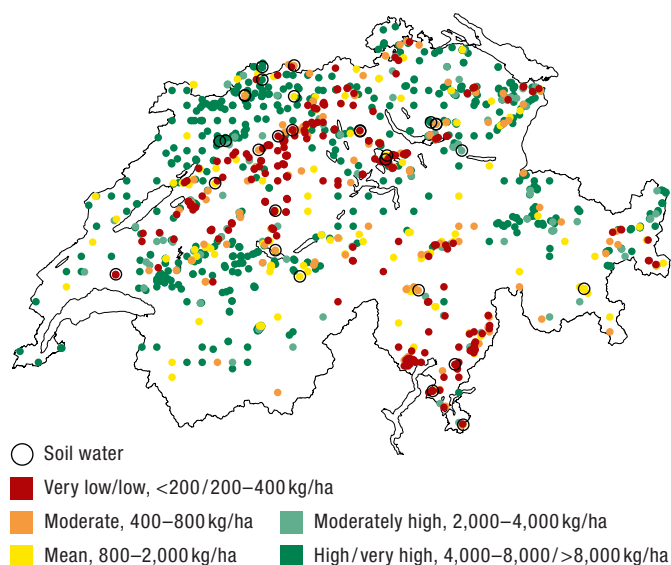 Soil water
Very low/low, <200/200–400 kg/ha
Moderate, 400–800 kg/ha
Moderately high, 2,000–4,000 kg/ha
Mean, 800–2,000 kg/ha
High/very high, 4,000–8,000/>8,000 kg/ha